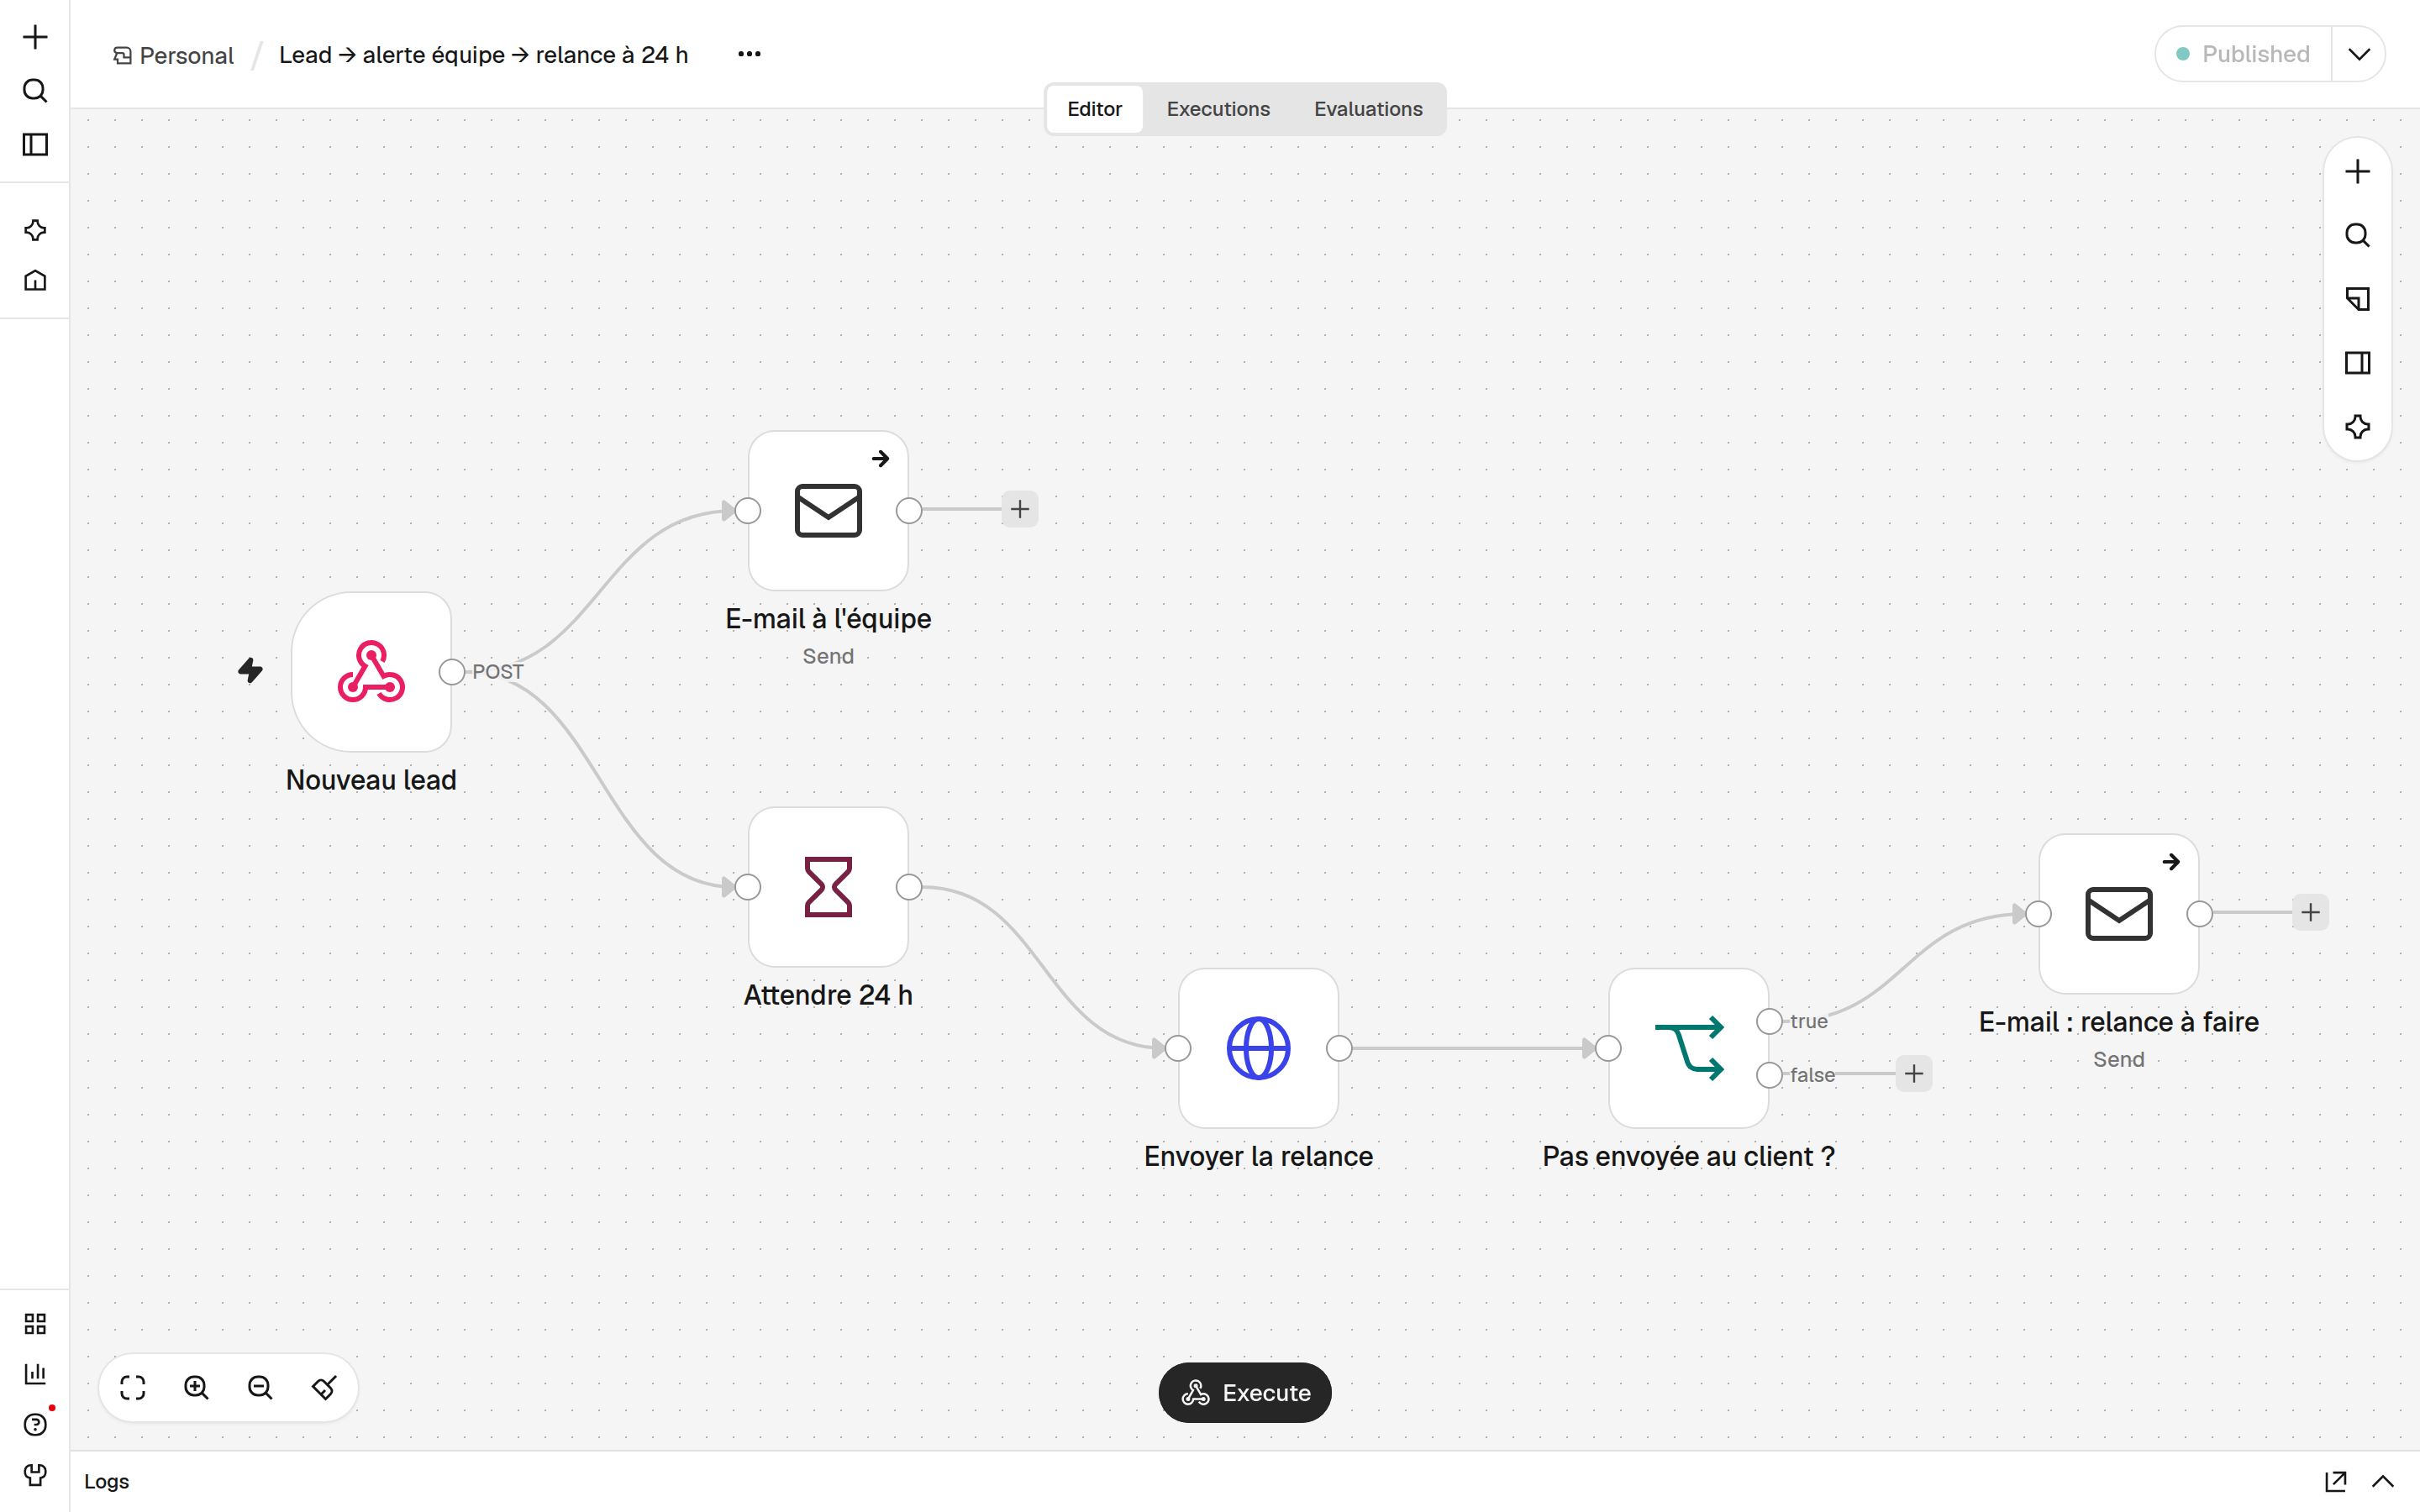 Personal / Lead → alerte équipe → relance à 24 h
Published
Editor Executions Evaluations
E-mail à l'équipe
Send
POST
Nouveau lead
Attendre 24 h
true
false
E-mail : relance à faire
Send
Envoyer la relance
Pas envoyée au client ?
Execute
Logs